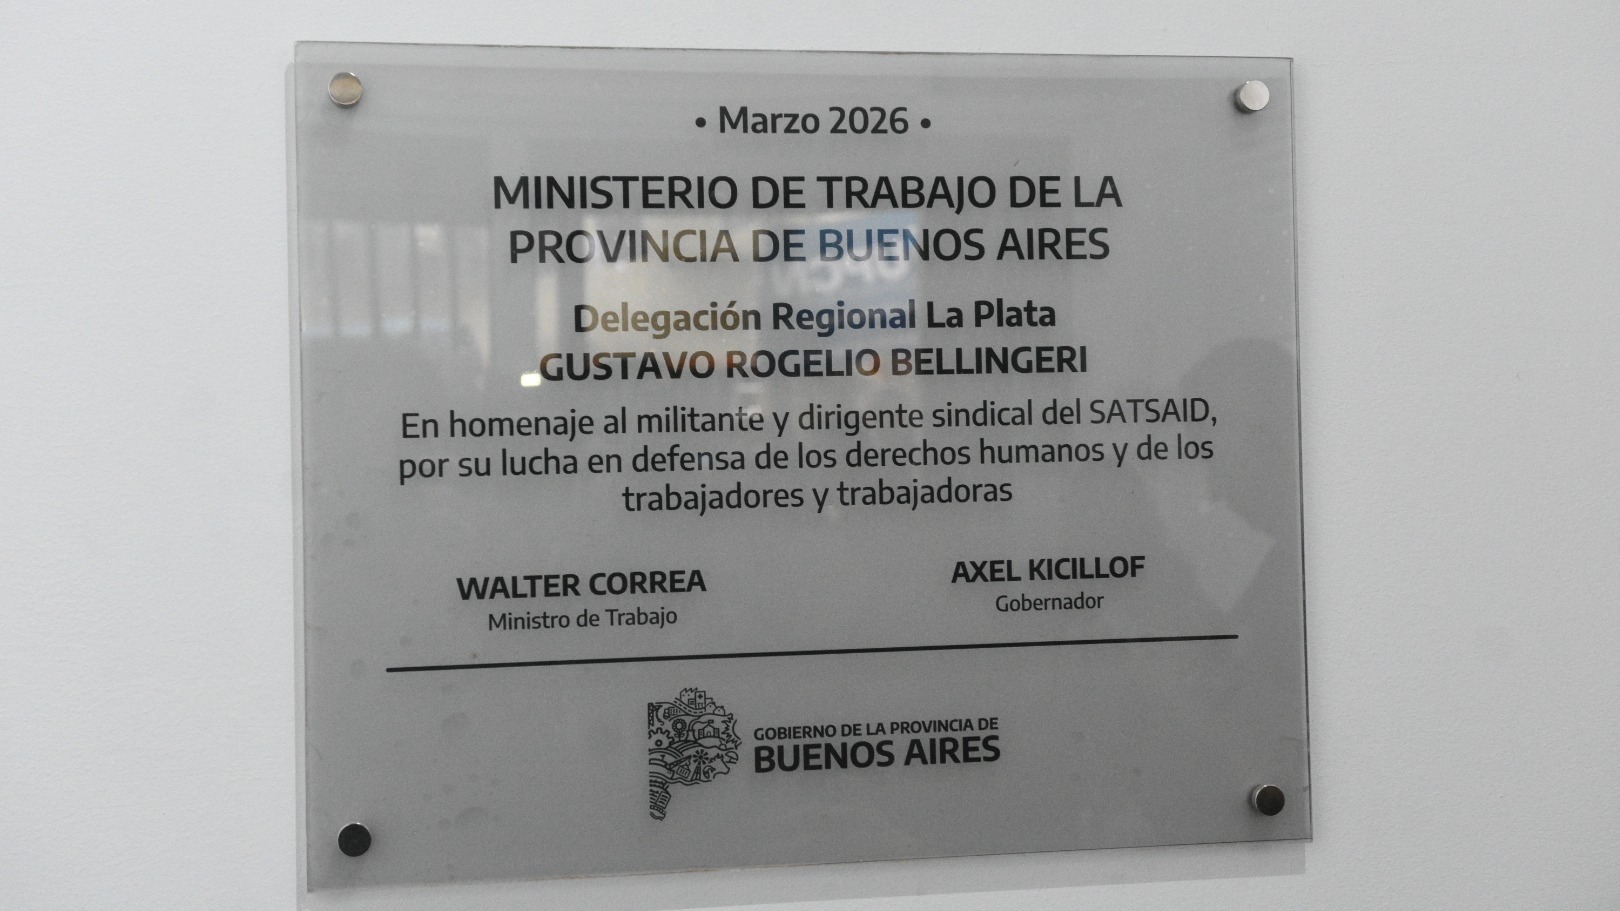 • Marzo 2026 •
MINISTERIO DE TRABAJO DE LA
PROVINCIA DE BUENOS AIRES
Delegación Regional La Plata
GUSTAVO ROGELIO BELLINGERI
En homenaje al militante y dirigente sindical del SATSAID,
por su lucha en defensa de los derechos humanos y de los
trabajadores y trabajadoras
WALTER CORREA
Ministro de Trabajo
AXEL KICILLOF
Gobernador
GOBIERNO DE LA PROVINCIA DE
BUENOS AIRES
UPCN